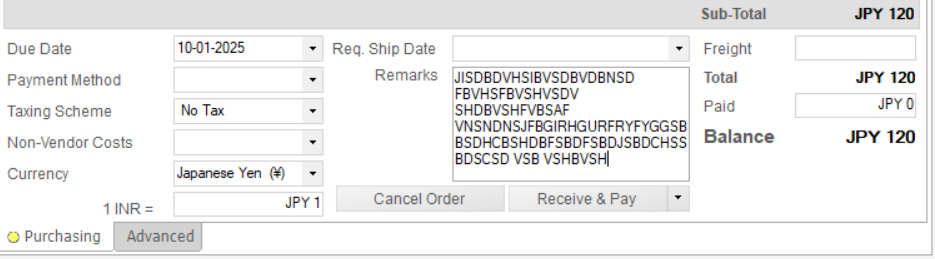 Sub-Total JPY 120
Due Date 10-01-2025 Req. Ship Date Freight
Payment Method Remarks Total JPY 120
Taxing Scheme No Tax Paid JPY 0
Non-Vendor Costs Balance JPY 120
Currency Japanese Yen (¥)
JISDBDVHSIBVSDBVDBNSD
FBVHSFBVSHVSDV
SHDBVSHFVBSAF
VNSNDNSJFBGIRHGURFRYFYGGSB
BSDHCBSHDBFSBDFSBDJSBDCHSS
BDSCSD VSB VSHBVSH
1 INR = JPY 1 Cancel Order Receive & Pay
Purchasing Advanced